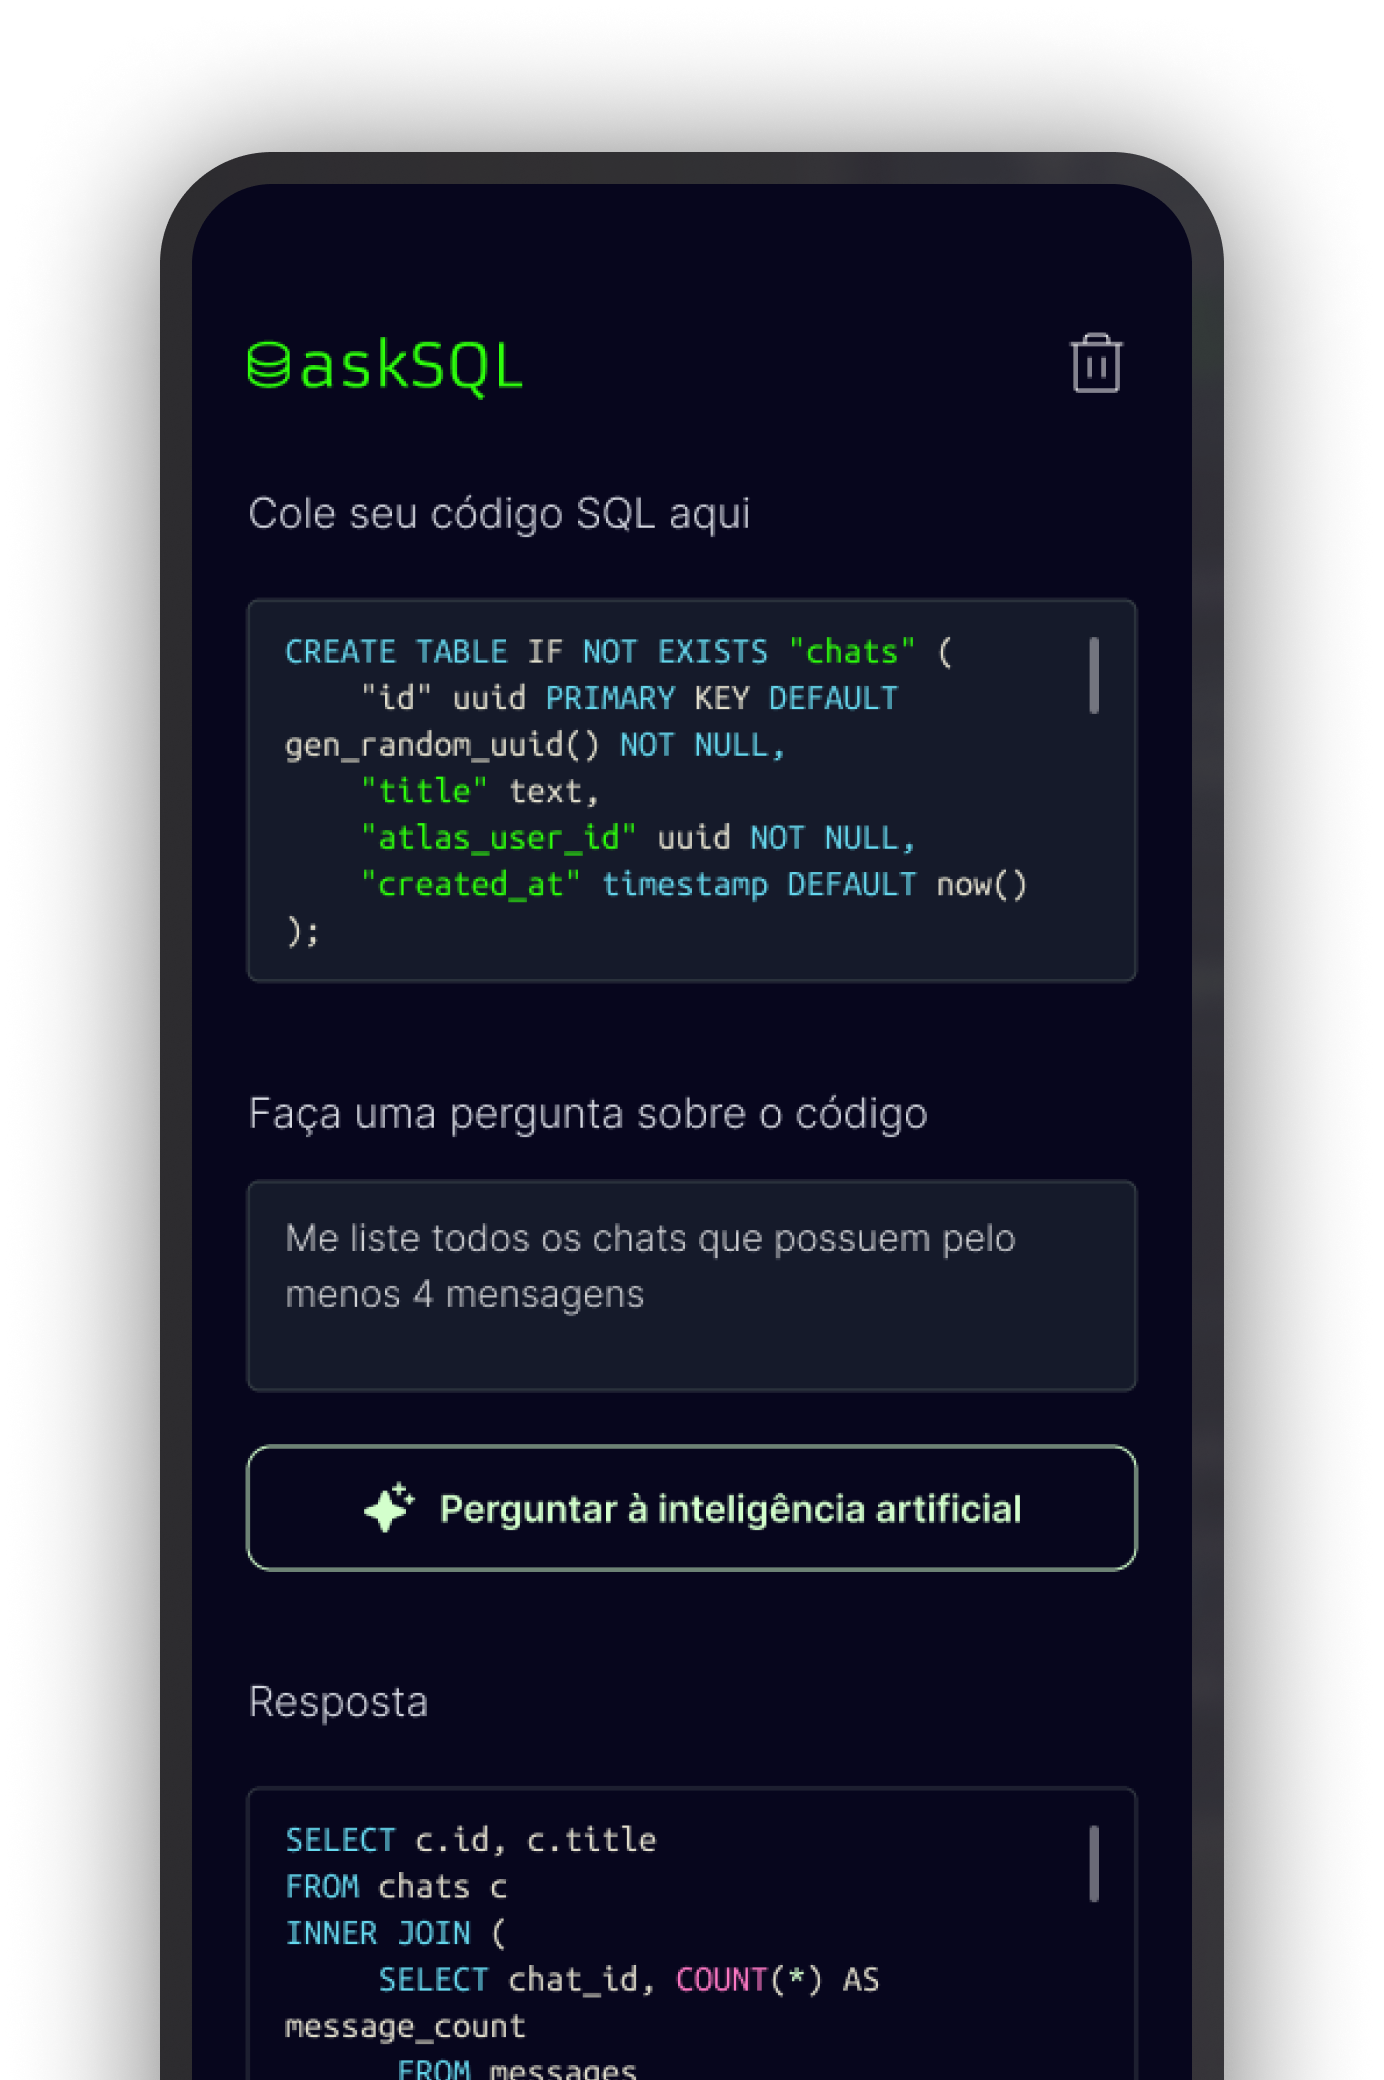 askSQL
Cole seu código SQL aqui
CREATE TABLE IF NOT EXISTS "chats" (
"id" uuid PRIMARY KEY DEFAULT
gen_random_uuid() NOT NULL,
"title" text,
"atlas_user_id" uuid NOT NULL,
"created_at" timestamp DEFAULT now()
);
Faça uma pergunta sobre o código
Me liste todos os chats que possuem pelo
menos 4 mensagens
Perguntar à inteligência artificial
Resposta
SELECT c.id, c.title
FROM chats c
INNER JOIN (
SELECT chat_id, COUNT(*) AS
message_count
FROM messages